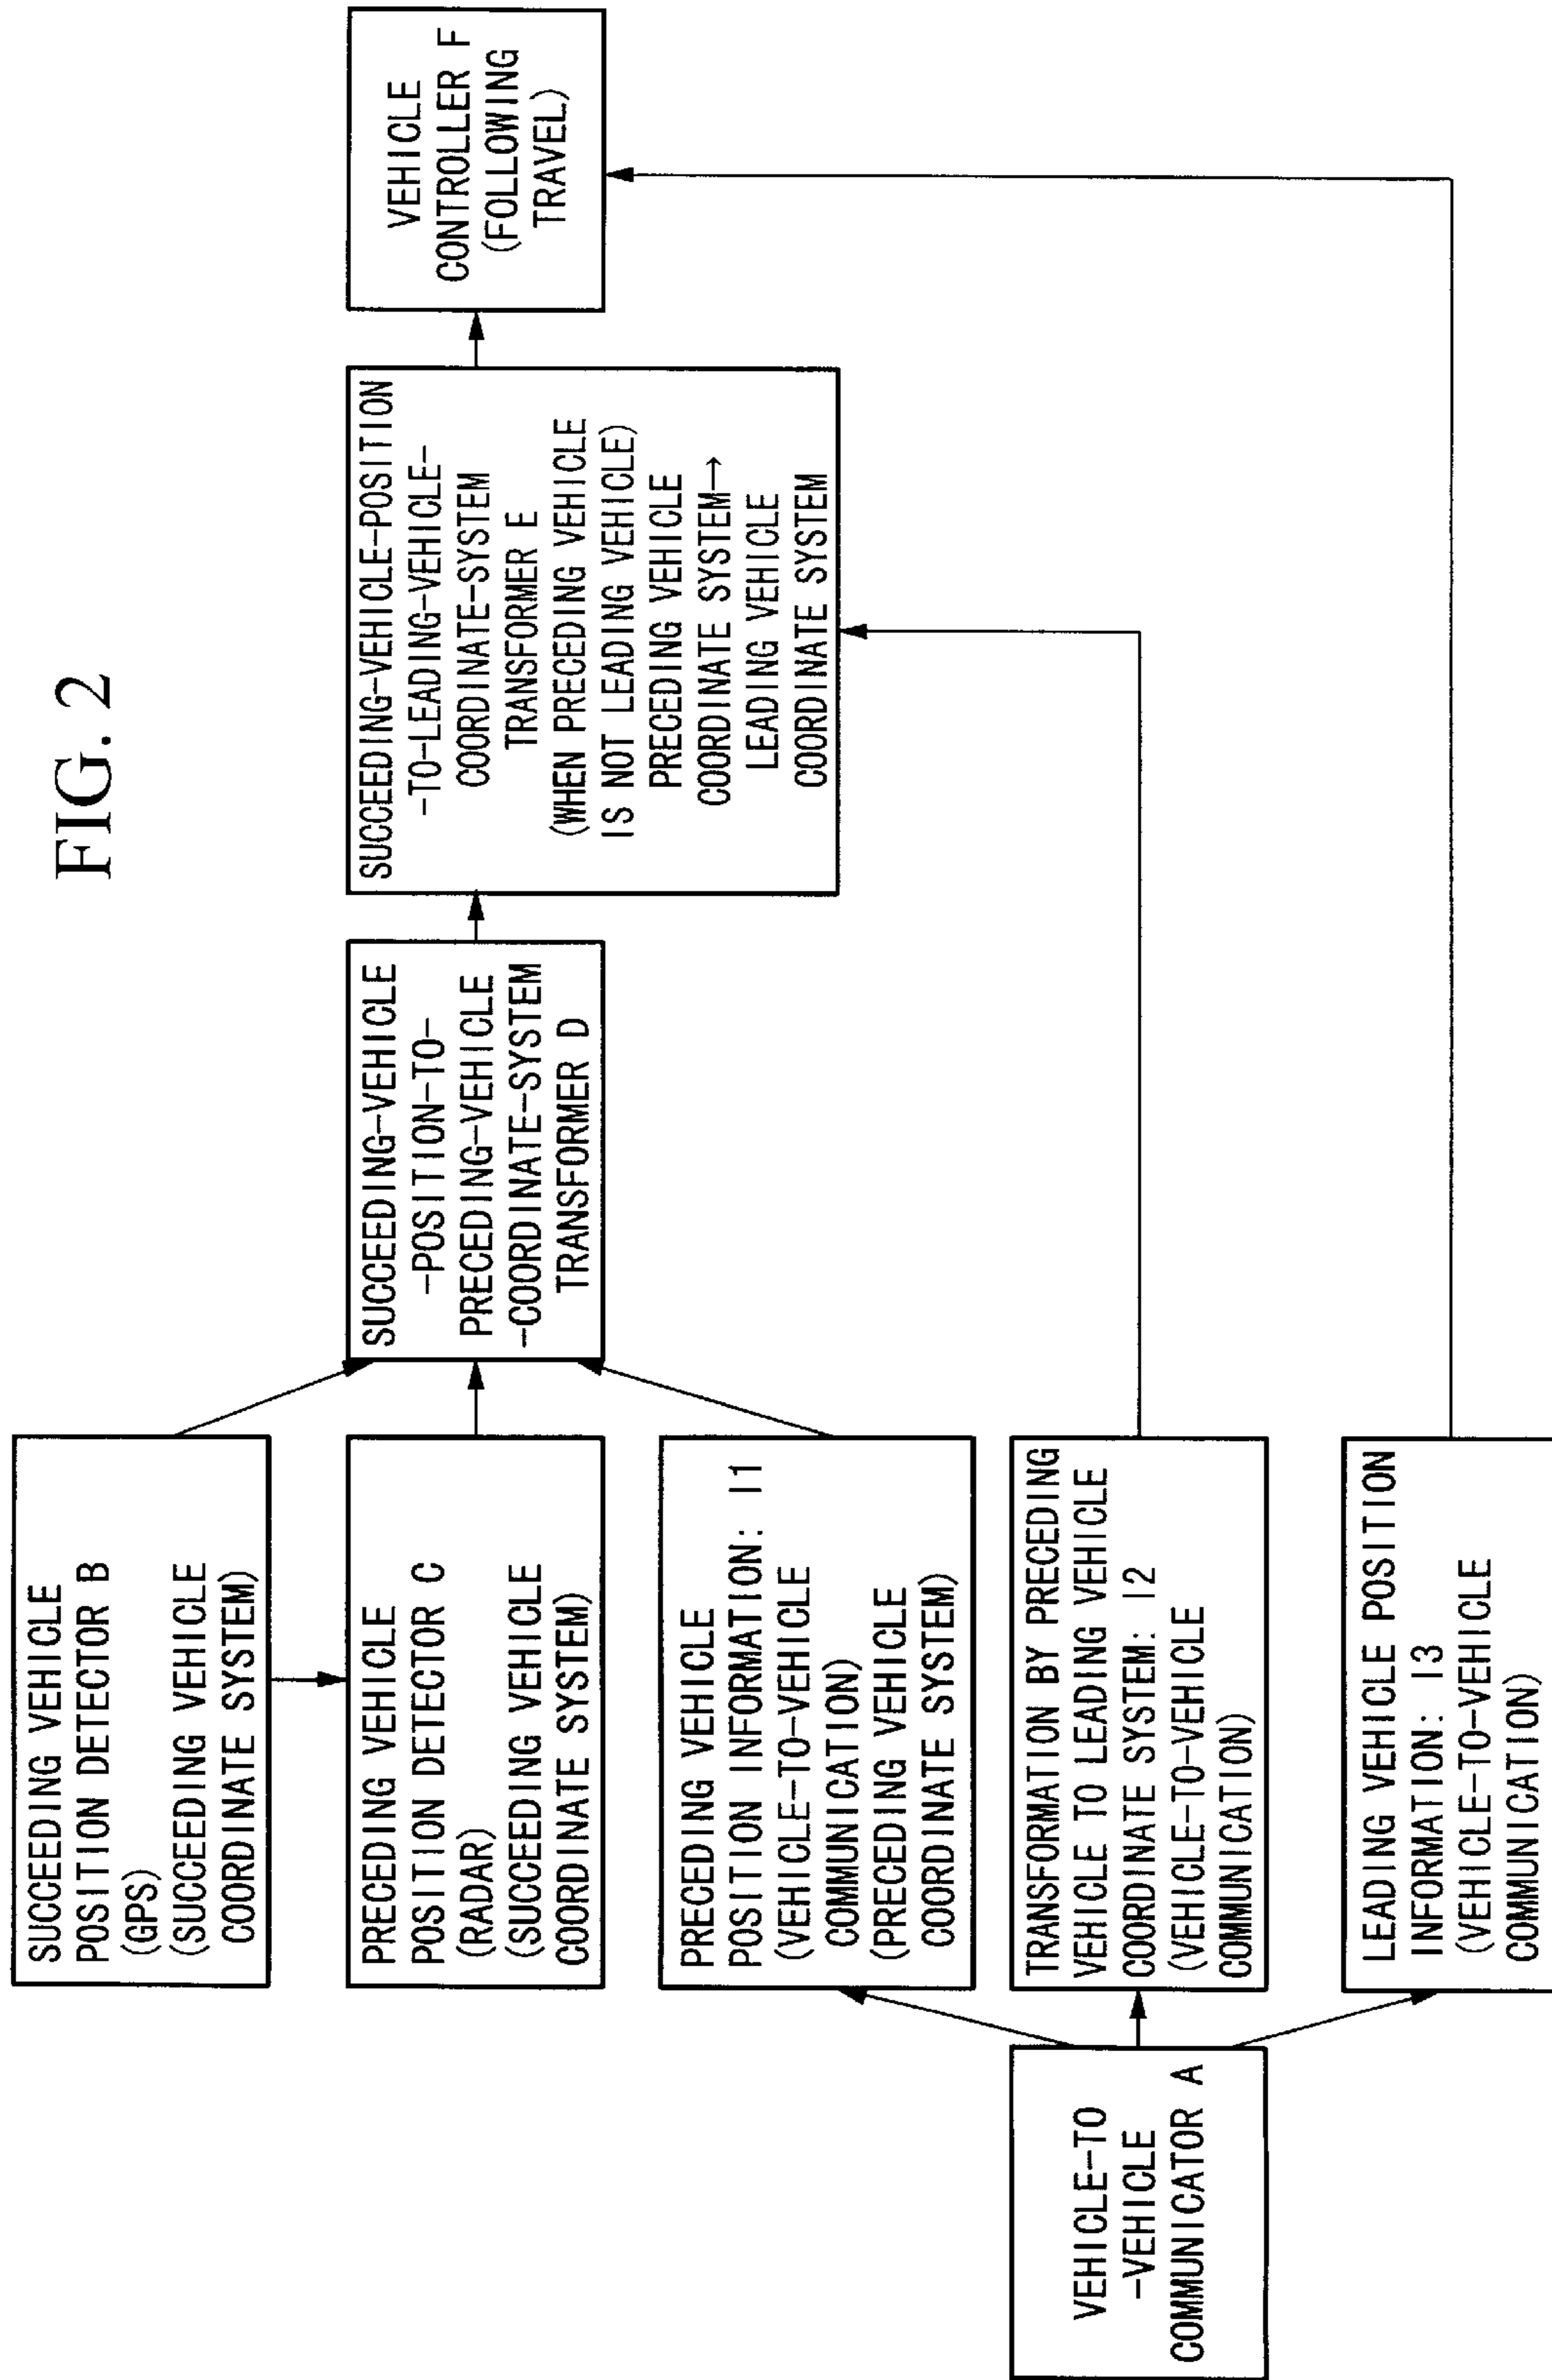 FIG. 2
SUCCEEDING VEHICLE
POSITION DETECTOR B
(GPS)
(SUCCEEDING VEHICLE
COORDINATE SYSTEM)
PRECEDING VEHICLE
POSITION DETECTOR C
(RADAR)
(SUCCEEDING VEHICLE
COORDINATE SYSTEM)
PRECEDING VEHICLE
POSITION INFORMATION: I1
(VEHICLE-TO-VEHICLE
COMMUNICATION)
(PRECEDING VEHICLE
COORDINATE SYSTEM)
TRANSFORMATION BY PRECEDING
VEHICLE TO LEADING VEHICLE
COORDINATE SYSTEM: I2
(VEHICLE-TO-VEHICLE
COMMUNICATION)
LEADING VEHICLE POSITION
INFORMATION: I3
(VEHICLE-TO-VEHICLE
COMMUNICATION)
VEHICLE-TO
-VEHICLE
COMMUNICATOR A
SUCCEEDING-VEHICLE
-POSITION-TO-
PRECEDING-VEHICLE
-COORDINATE-SYSTEM
TRANSFORMER D
SUCCEEDING-VEHICLE-POSITION
-TO-LEADING-VEHICLE-
COORDINATE-SYSTEM
TRANSFORMER E
(WHEN PRECEDING VEHICLE
IS NOT LEADING VEHICLE)
PRECEDING VEHICLE
COORDINATE SYSTEM→
LEADING VEHICLE
COORDINATE SYSTEM
VEHICLE
CONTROLLER F
(FOLLOWING
TRAVEL)